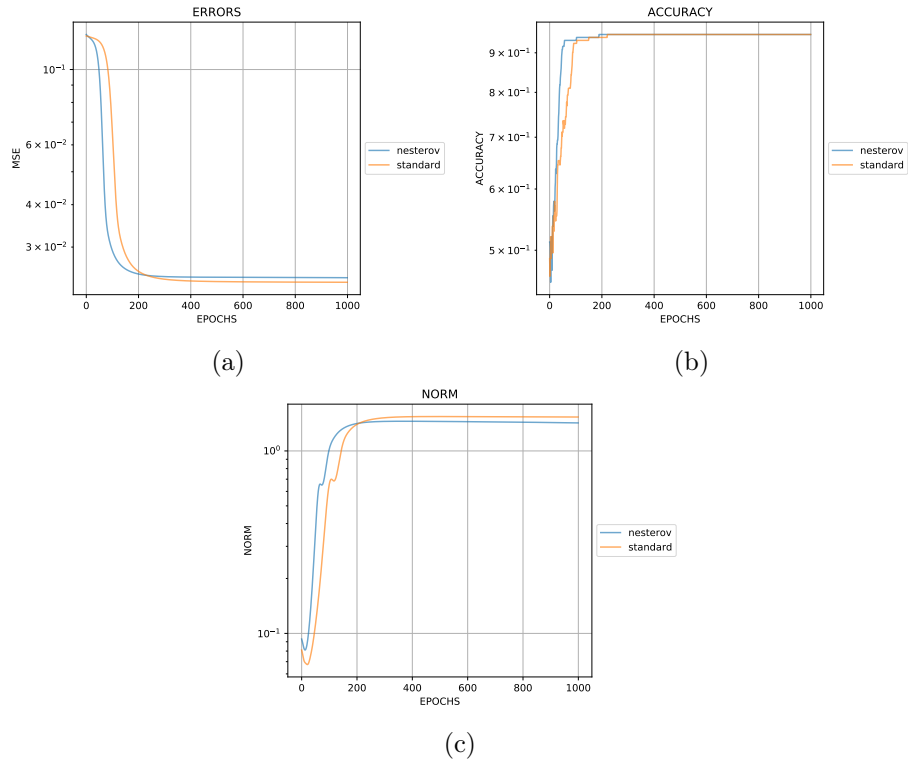 ERRORS
10⁻¹
6 × 10⁻²
4 × 10⁻²
3 × 10⁻²
MSE
0 200 400 600 800 1000
EPOCHS
nesterov
standard
(a)
ACCURACY
9 × 10⁻¹
8 × 10⁻¹
7 × 10⁻¹
6 × 10⁻¹
5 × 10⁻¹
ACCURACY
0 200 400 600 800 1000
EPOCHS
nesterov
standard
(b)
NORM
10⁰
10⁻¹
NORM
0 200 400 600 800 1000
EPOCHS
nesterov
standard
(c)